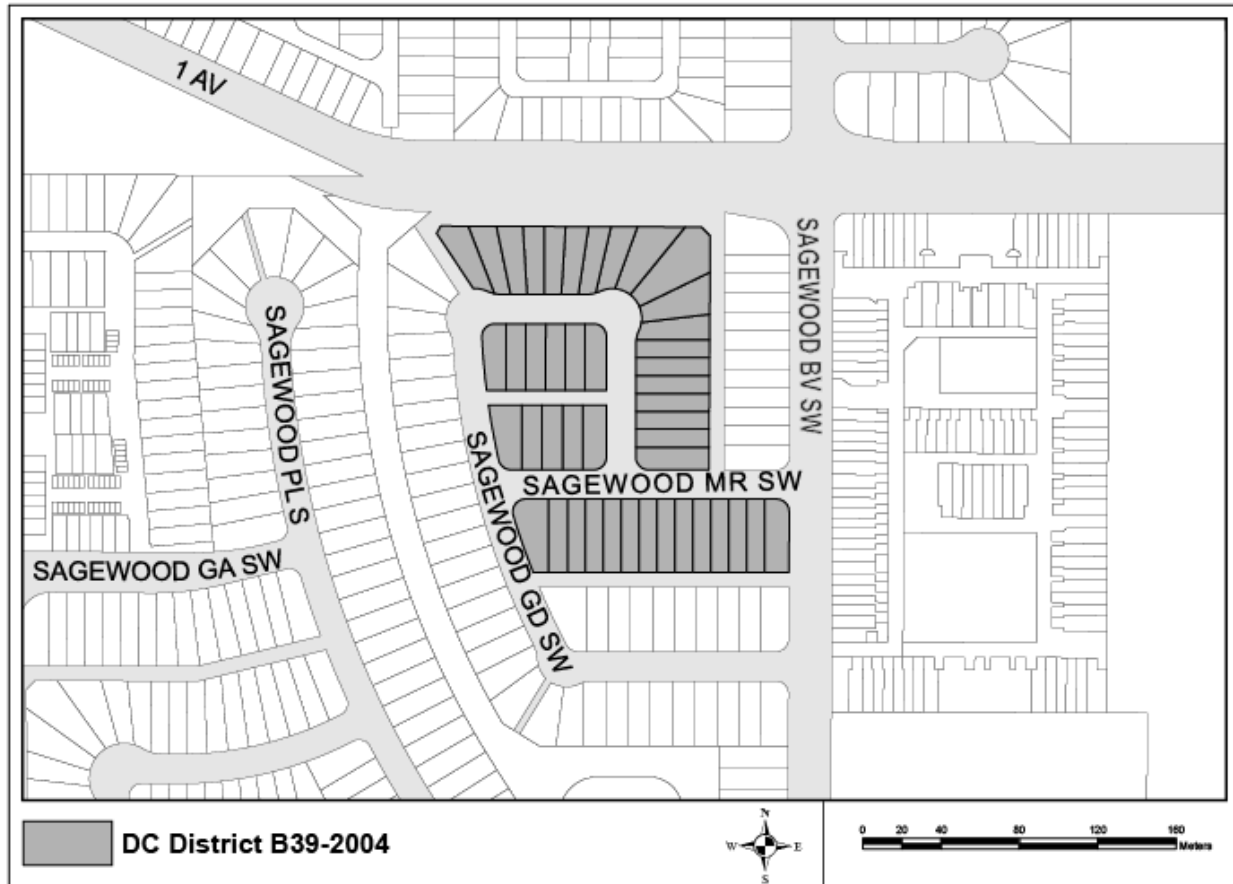 1 AV
SAGEWOOD BV SW
SAGEWOOD PL S
SAGEWOOD MR SW
SAGEWOOD GD SW
SAGEWOOD GA SW
DC District B39-2004
N
W E
S
0 20 40 80 120 160
Meters